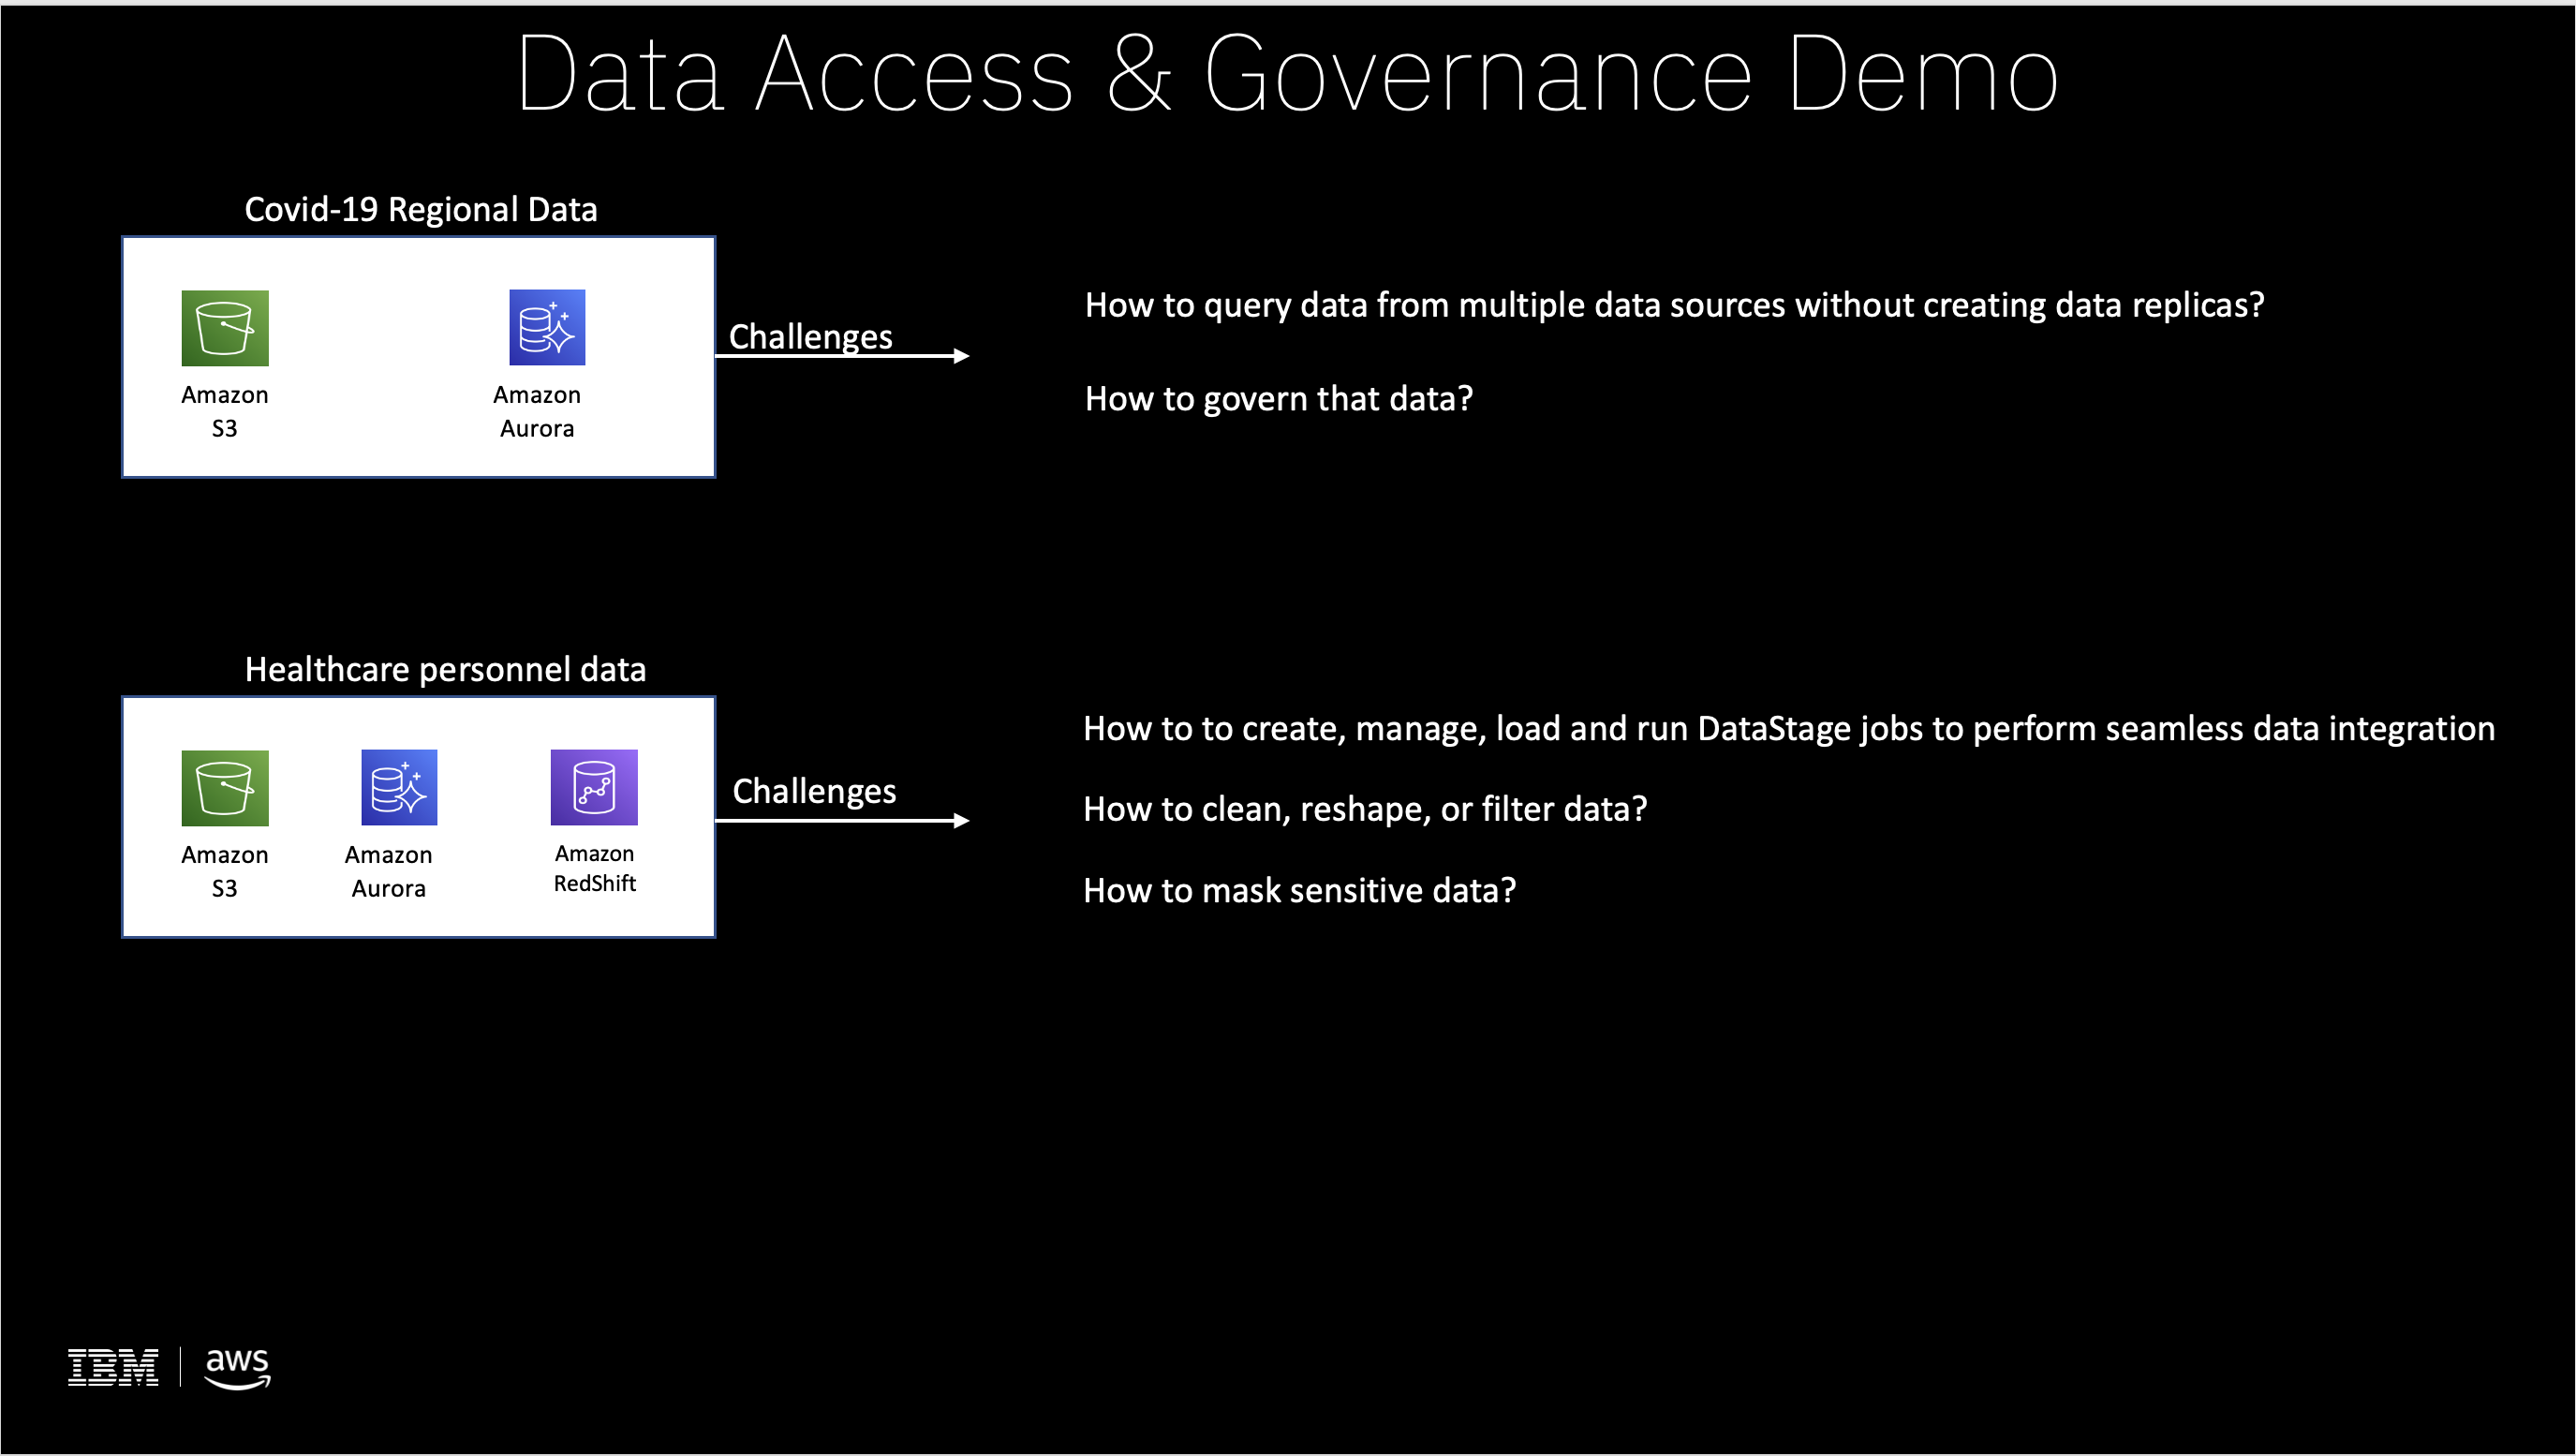 Data Access & Governance Demo
Covid-19 Regional Data
Amazon
S3
Amazon
Aurora
Challenges
How to query data from multiple data sources without creating data replicas?
How to govern that data?
Healthcare personnel data
Amazon
S3
Amazon
Aurora
Amazon
RedShift
Challenges
How to to create, manage, load and run DataStage jobs to perform seamless data integration
How to clean, reshape, or filter data?
How to mask sensitive data?
IBM
aws